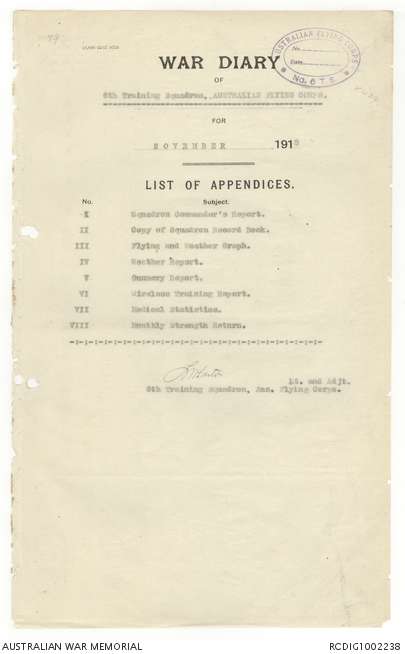 AUSTRALIAN FLYING CORPS
No.
Date
No. 6 T. S.
WAR DIARY
OF
6th Training Squadron, AUSTRALIAN FLYING CORPS.
FOR
NOVEMBER 1918
LIST OF APPENDICES.
No. Subject.
I Squadron Commander's Report.
II Copy of Squadron Record Book.
III Flying and Weather Graph.
IV Weather Report.
V Gunnery Report.
VI Wireless Training Report.
VII Medical Statistics.
VIII Monthly Strength Return.
Lt. and Adjt.
6th Training Squadron, Aus. Flying Corps.
AUSTRALIAN WAR MEMORIAL RCDIG1002238